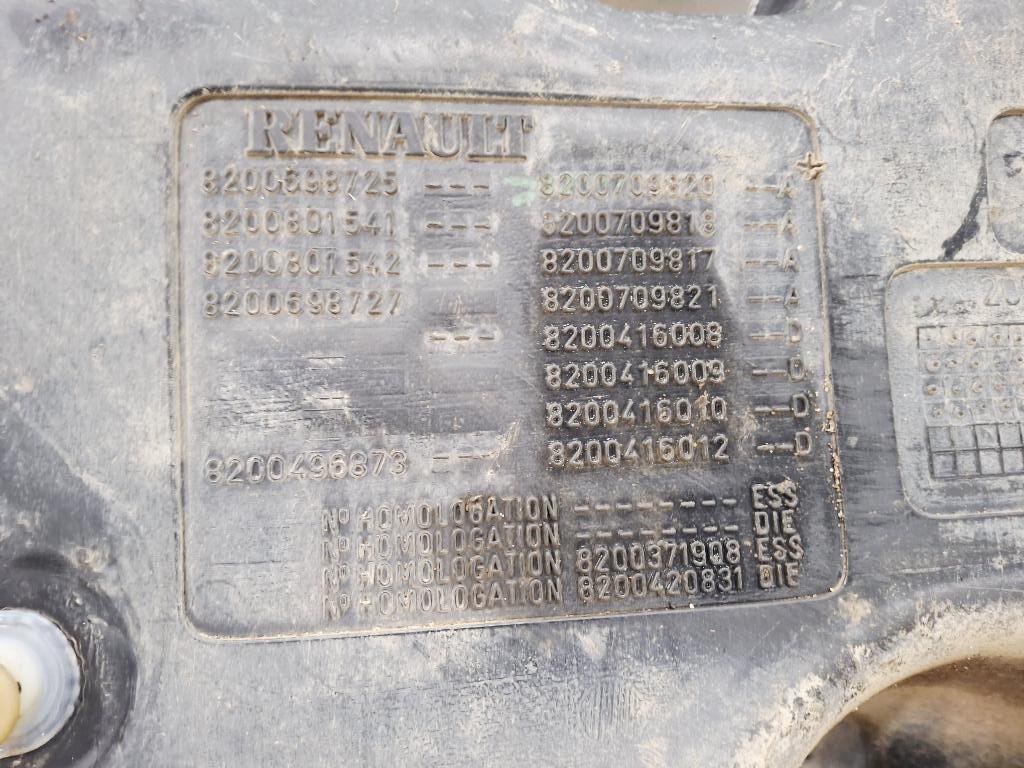 RENAULT
8200698725 --- 8200709820 --A
8200801541 --- 8200709818 --A
8200801542 --- 8200709817 --A
8200698727 8200709821 --A
--- 8200416008 --D
8200416009 --D
8200416010 --D
8200496873 --- 8200416012 --D
Nº HOMOLOGATION -------- ESS
Nº HOMOLOGATION -------- DIE
Nº HOMOLOGATION 8200371908 ESS
Nº HOMOLOGATION 8200420831 DIE